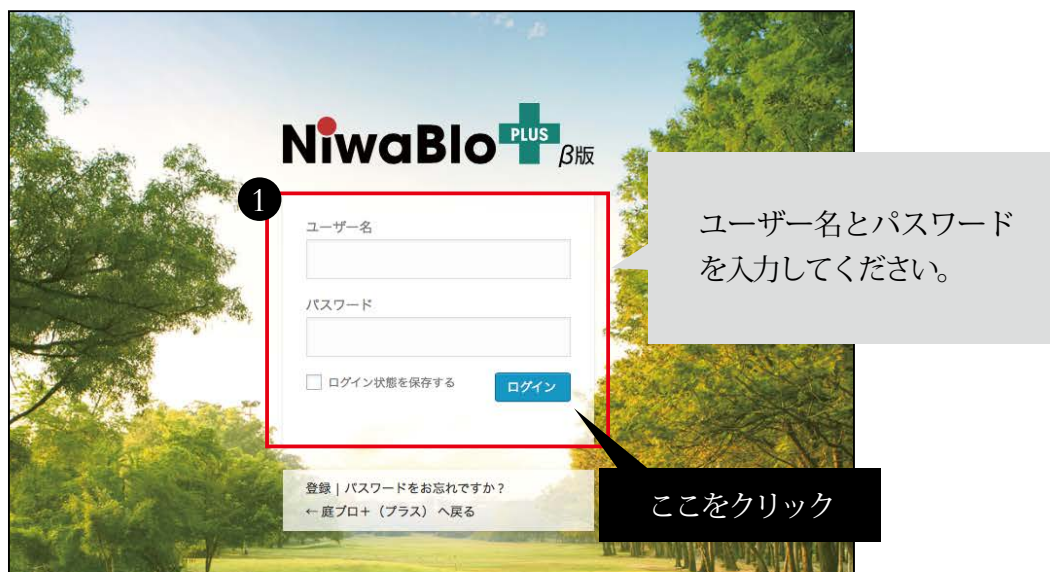 NiwaBlo PLUS β版
1
ユーザー名
パスワード
ログイン状態を保存する
ログイン
ユーザー名とパスワード
を入力してください。
ここをクリック
登録 | パスワードをお忘れですか？
← 庭ブロ+（プラス）へ戻る